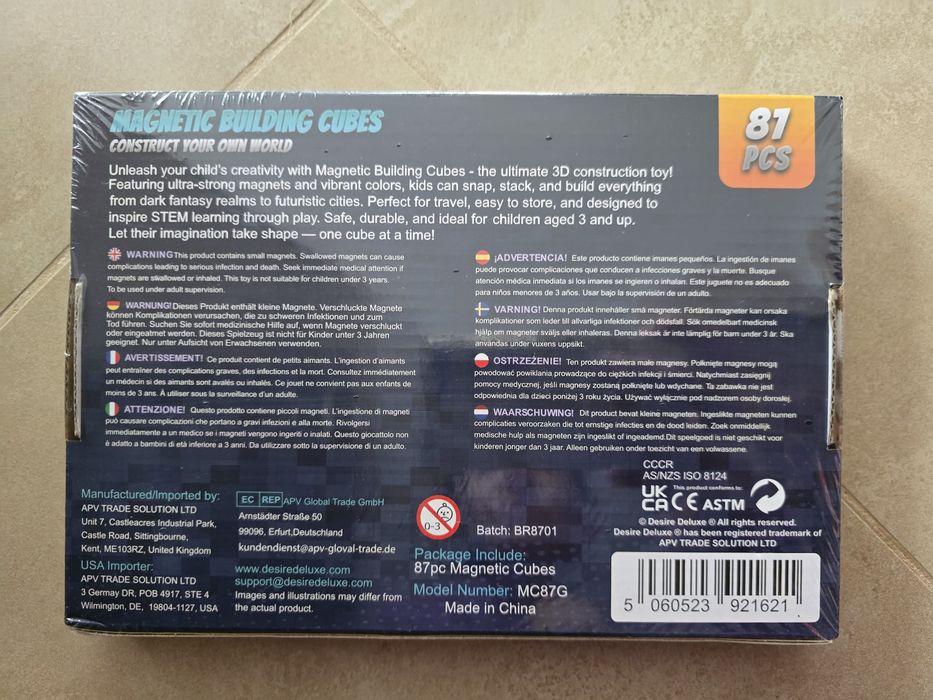 MAGNETIC BUILDING CUBES
CONSTRUCT YOUR OWN WORLD
87
PCS
Unleash your child's creativity with Magnetic Building Cubes - the ultimate 3D construction toy!
Featuring ultra-strong magnets and vibrant colors, kids can snap, stack, and build everything
from dark fantasy realms to futuristic cities. Perfect for travel, easy to store, and designed to
inspire STEM learning through play. Safe, durable, and ideal for children aged 3 and up.
Let their imagination take shape — one cube at a time!
WARNING This product contains small magnets. Swallowed magnets can cause
complications leading to serious infection and death. Seek immediate medical attention if
magnets are swallowed or inhaled. This toy is not suitable for children under 3 years.
To be used under adult supervision.
WARNUNG! Dieses Produkt enthält kleine Magnete. Verschluckte Magnete
können Komplikationen verursachen, die zu schweren Infektionen und zum
Tod führen. Suchen Sie sofort medizinische Hilfe auf, wenn Magnete verschluckt
oder eingeatmet werden. Dieses Spielzeug ist nicht für Kinder unter 3 Jahren
geeignet. Nur unter Aufsicht von Erwachsenen verwenden.
AVERTISSEMENT! Ce produit contient de petits aimants. L'ingestion d'aimants
peut entraîner des complications graves, des infections et la mort. Consultez immédiatement
un médecin si des aimants sont avalés ou inhalés. Ce jouet ne convient pas aux enfants de
moins de 3 ans. À utiliser sous la surveillance d'un adulte.
ATTENZIONE! Questo prodotto contiene piccoli magneti. L'ingestione di magneti
può causare complicazioni che portano a gravi infezioni e alla morte. Rivolgersi
immediatamente a un medico se i magneti vengono ingeriti o inalati. Questo giocattolo non
è adatto a bambini di età inferiore a 3 anni. Da utilizzare sotto la supervisione di un adulto.
¡ADVERTENCIA! Este producto contiene imanes pequeños. La ingestión de imanes
puede provocar complicaciones que conducen a infecciones graves y la muerte. Busque
atención médica inmediata si los imanes se ingieren o inhalan. Este juguete no es adecuado
para niños menores de 3 años. Usar bajo la supervisión de un adulto.
VARNING! Denna produkt innehåller små magneter. Förtärda magneter kan orsaka
komplikationer som leder till allvarliga infektioner och dödsfall. Sök omedelbart medicinsk
hjälp om magneter sväljs eller inhaleras. Denna leksak är inte lämplig för barn under 3 år. Ska
användas under vuxens uppsikt.
OSTRZEŻENIE! Ten produkt zawiera małe magnesy. Połknięte magnesy mogą
powodować powikłania prowadzące do ciężkich infekcji i śmierci. Natychmiast zasięgnij
pomocy medycznej, jeśli magnesy zostaną połknięte lub wdychane. Ta zabawka nie jest
odpowiednia dla dzieci poniżej 3 roku życia. Używać wyłącznie pod nadzorem osoby dorosłej.
WAARSCHUWING! Dit product bevat kleine magneten. Ingeslikte magneten kunnen
complicaties veroorzaken die tot ernstige infecties en de dood leiden. Zoek onmiddellijk
medische hulp als magneten zijn ingeslikt of ingeademd.Dit speelgoed is niet geschikt voor
kinderen jonger dan 3 jaar. Alleen gebruiken onder toezicht van een volwassene.
Manufactured/Imported by:
APV TRADE SOLUTION LTD
Unit 7, Castleacres Industrial Park,
Castle Road, Sittingbourne,
Kent, ME103RZ, United Kingdom
USA Importer:
APV TRADE SOLUTION LTD
3 Germay DR, POB 4917, STE 4
Wilmington, DE, 19804-1127, USA
EC REP APV Global Trade GmbH
Arnstädter Straße 50
99096, Erfurt,Deutschland
kundendienst@apv-gloval-trade.de
www.desiredeluxe.com
support@desiredeluxe.com
Images and illustrations may differ from
the actual product.
0-3
Batch: BR8701
Package Include:
87pc Magnetic Cubes
Model Number: MC87G
Made in China
CCCR
AS/NZS ISO 8124
This product conforms to:
UK
CA CE ASTM
© Desire Deluxe ® All rights reserved.
Desire Deluxe ® has been registered trademark of
APV TRADE SOLUTION LTD
5 060523 921621